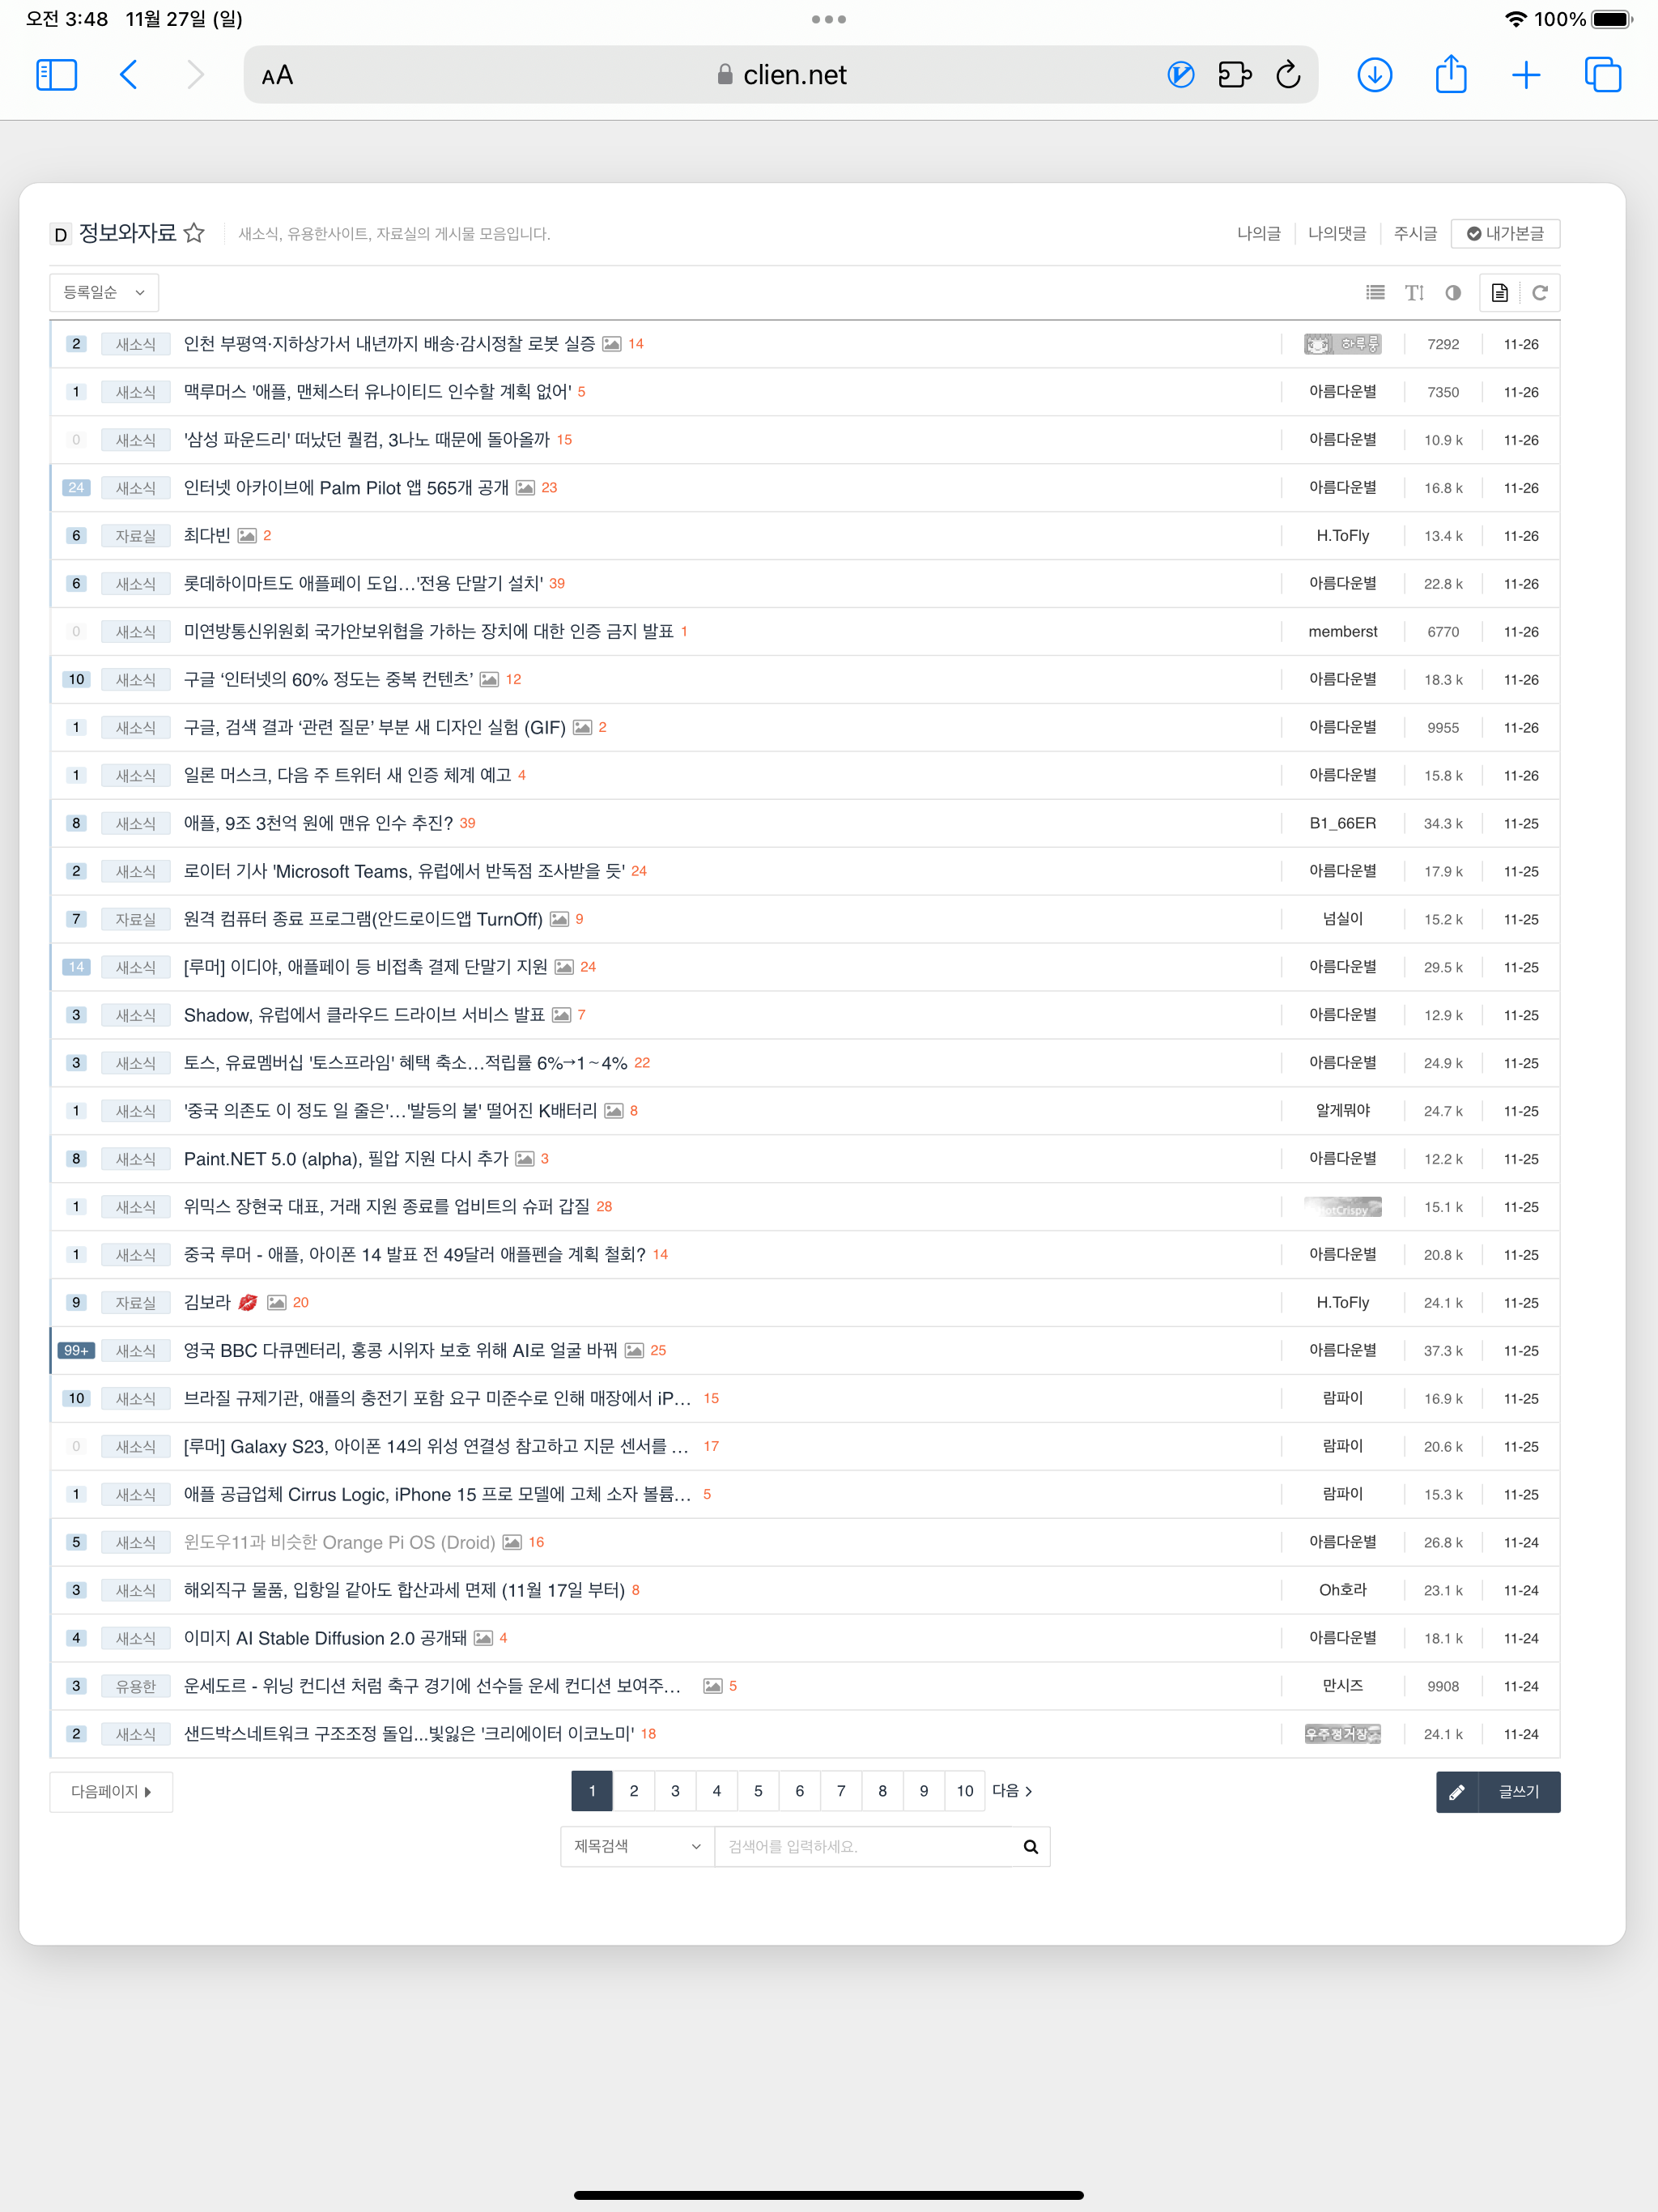 오전 3:48 11월 27일 (일) 100%
AA clien.net
D 정보와자료 새소식, 유용한사이트, 자료실의 게시물 모음입니다. 나의글 나의댓글 주시글 내가본글
등록일순
2 새소식 인천 부평역·지하상가서 내년까지 배송·감시정찰 로봇 실증 14 하루룽 7292 11-26
1 새소식 맥루머스 '애플, 맨체스터 유나이티드 인수할 계획 없어' 5 아름다운별 7350 11-26
0 새소식 '삼성 파운드리' 떠났던 퀄컴, 3나노 때문에 돌아올까 15 아름다운별 10.9 k 11-26
24 새소식 인터넷 아카이브에 Palm Pilot 앱 565개 공개 23 아름다운별 16.8 k 11-26
6 자료실 최다빈 2 H.ToFly 13.4 k 11-26
6 새소식 롯데하이마트도 애플페이 도입…'전용 단말기 설치' 39 아름다운별 22.8 k 11-26
0 새소식 미연방통신위원회 국가안보위협을 가하는 장치에 대한 인증 금지 발표 1 memberst 6770 11-26
10 새소식 구글 ‘인터넷의 60% 정도는 중복 컨텐츠’ 12 아름다운별 18.3 k 11-26
1 새소식 구글, 검색 결과 ‘관련 질문’ 부분 새 디자인 실험 (GIF) 2 아름다운별 9955 11-26
1 새소식 일론 머스크, 다음 주 트위터 새 인증 체계 예고 4 아름다운별 15.8 k 11-26
8 새소식 애플, 9조 3천억 원에 맨유 인수 추진? 39 B1_66ER 34.3 k 11-25
2 새소식 로이터 기사 'Microsoft Teams, 유럽에서 반독점 조사받을 듯' 24 아름다운별 17.9 k 11-25
7 자료실 원격 컴퓨터 종료 프로그램(안드로이드앱 TurnOff) 9 넘실이 15.2 k 11-25
14 새소식 [루머] 이디야, 애플페이 등 비접촉 결제 단말기 지원 24 아름다운별 29.5 k 11-25
3 새소식 Shadow, 유럽에서 클라우드 드라이브 서비스 발표 7 아름다운별 12.9 k 11-25
3 새소식 토스, 유료멤버십 '토스프라임' 혜택 축소…적립률 6%→1~4% 22 아름다운별 24.9 k 11-25
1 새소식 '중국 의존도 이 정도 일 줄은'…'발등의 불' 떨어진 K배터리 8 알게뭐야 24.7 k 11-25
8 새소식 Paint.NET 5.0 (alpha), 필압 지원 다시 추가 3 아름다운별 12.2 k 11-25
1 새소식 위믹스 장현국 대표, 거래 지원 종료를 업비트의 슈퍼 갑질 28 HotCrispy 15.1 k 11-25
1 새소식 중국 루머 - 애플, 아이폰 14 발표 전 49달러 애플펜슬 계획 철회? 14 아름다운별 20.8 k 11-25
9 자료실 김보라 💋 20 H.ToFly 24.1 k 11-25
99+ 새소식 영국 BBC 다큐멘터리, 홍콩 시위자 보호 위해 AI로 얼굴 바꿔 25 아름다운별 37.3 k 11-25
10 새소식 브라질 규제기관, 애플의 충전기 포함 요구 미준수로 인해 매장에서 iP… 15 람파이 16.9 k 11-25
0 새소식 [루머] Galaxy S23, 아이폰 14의 위성 연결성 참고하고 지문 센서를 … 17 람파이 20.6 k 11-25
1 새소식 애플 공급업체 Cirrus Logic, iPhone 15 프로 모델에 고체 소자 볼륨… 5 람파이 15.3 k 11-25
5 새소식 윈도우11과 비슷한 Orange Pi OS (Droid) 16 아름다운별 26.8 k 11-24
3 새소식 해외직구 물품, 입항일 같아도 합산과세 면제 (11월 17일 부터) 8 Oh호라 23.1 k 11-24
4 새소식 이미지 AI Stable Diffusion 2.0 공개돼 4 아름다운별 18.1 k 11-24
3 유용한 운세도르 - 위닝 컨디션 처럼 축구 경기에 선수들 운세 컨디션 보여주… 5 만시즈 9908 11-24
2 새소식 샌드박스네트워크 구조조정 돌입...빛잃은 '크리에이터 이코노미' 18 우주정거장 24.1 k 11-24
다음페이지 1 2 3 4 5 6 7 8 9 10 다음 글쓰기
제목검색 검색어를 입력하세요.